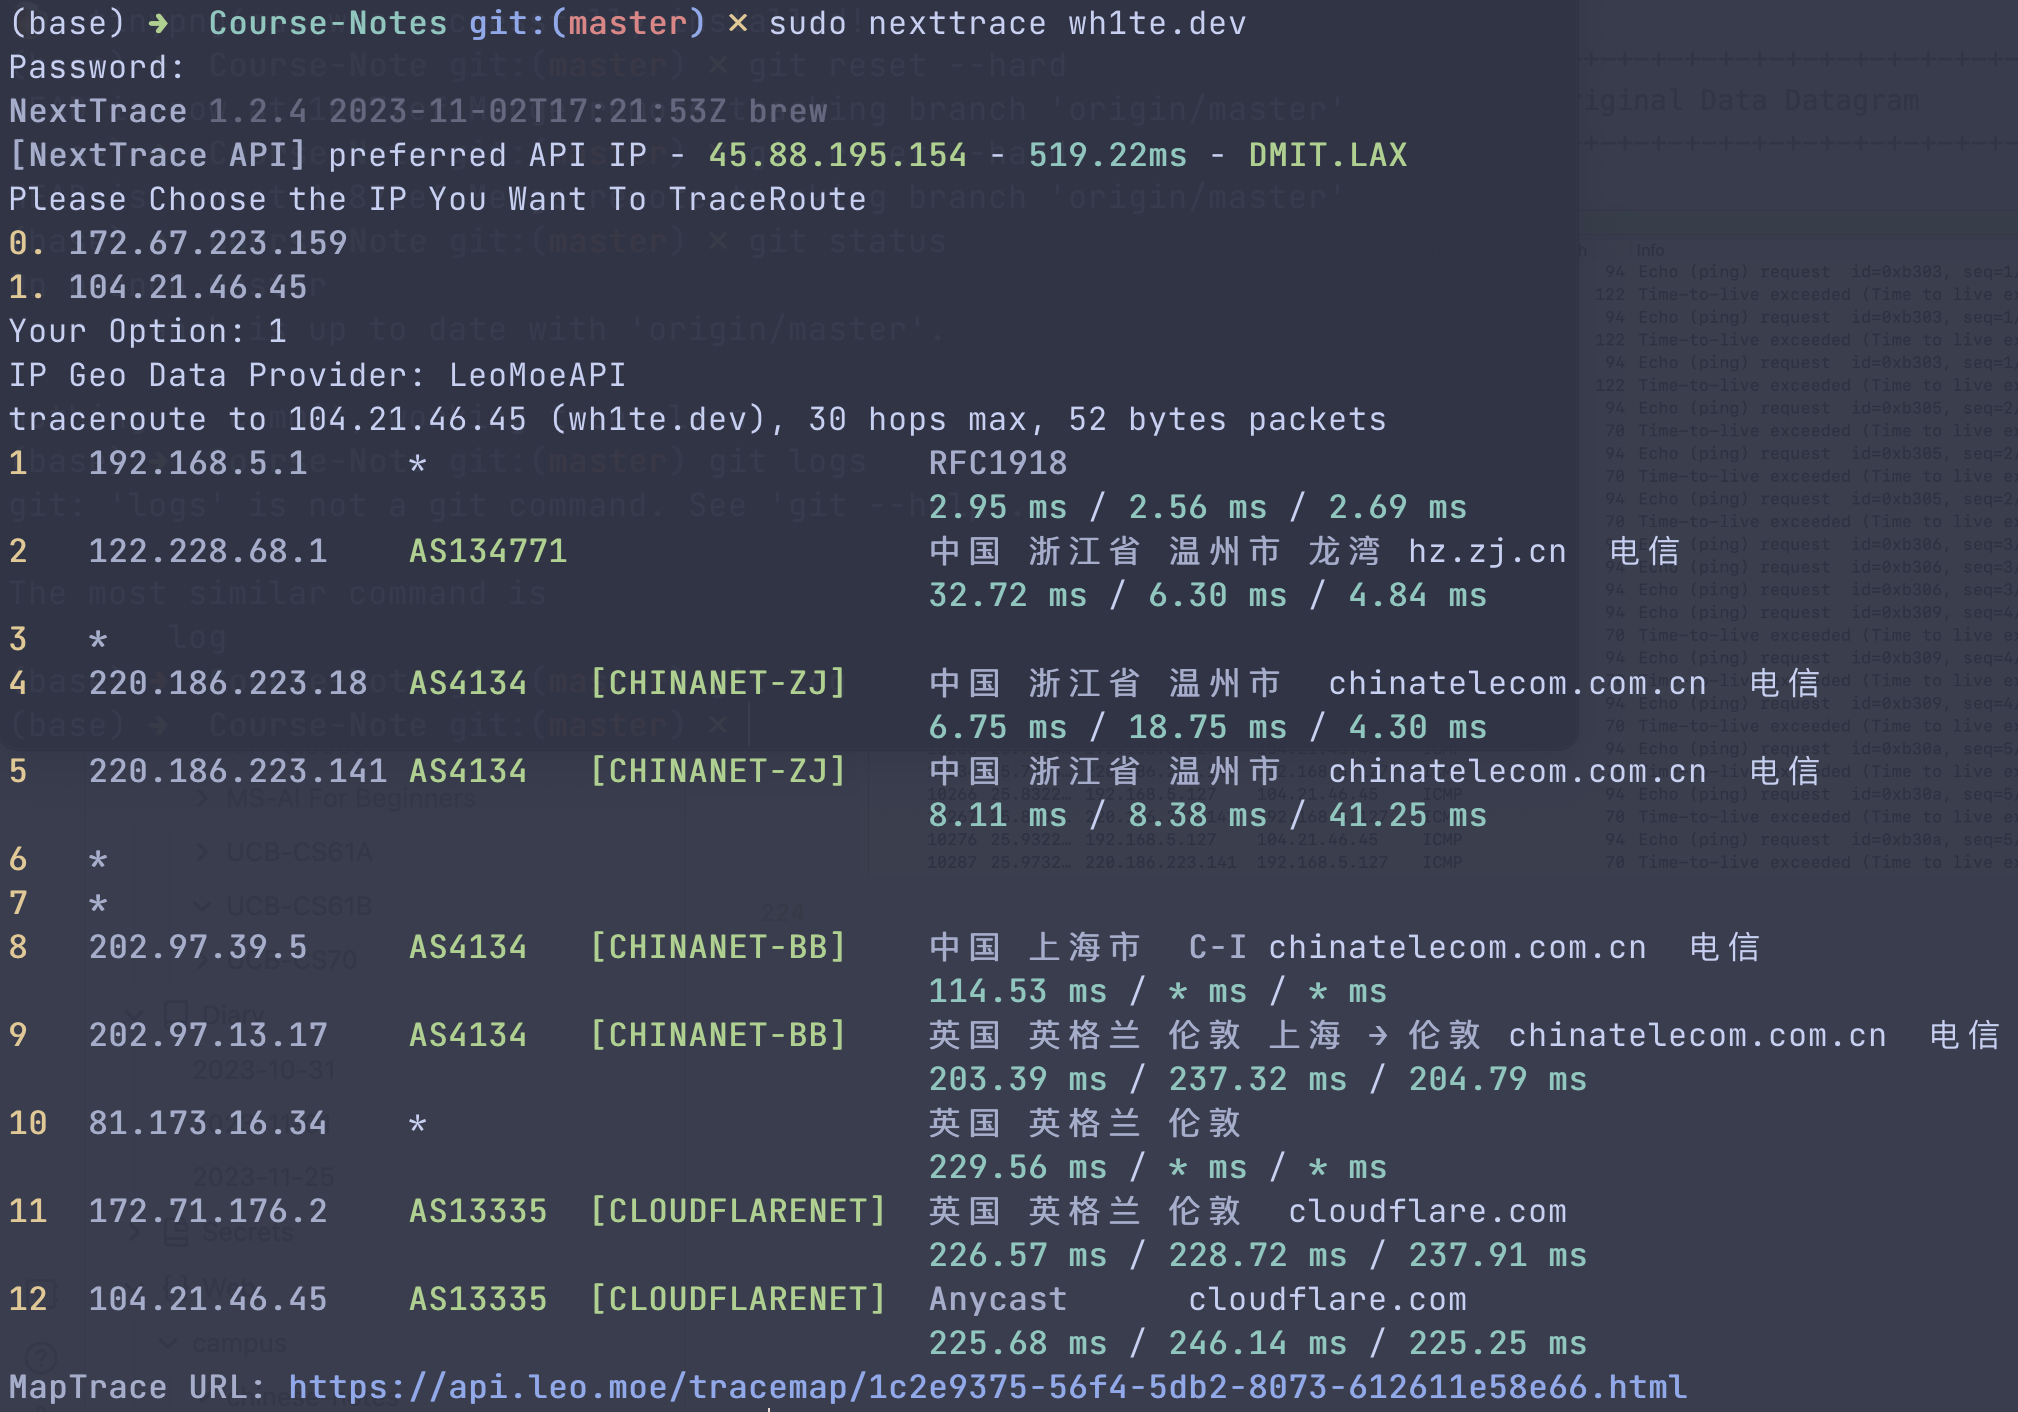 (base) ➜ Course-Notes git:(master) ✗ sudo nexttrace wh1te.dev
Password:
NextTrace 1.2.4 2023-11-02T17:21:53Z brew
[NextTrace API] preferred API IP - 45.88.195.154 - 519.22ms - DMIT.LAX
Please Choose the IP You Want To TraceRoute
0. 172.67.223.159
1. 104.21.46.45
Your Option: 1
IP Geo Data Provider: LeoMoeAPI
traceroute to 104.21.46.45 (wh1te.dev), 30 hops max, 52 bytes packets
1 192.168.5.1 * RFC1918
2.95 ms / 2.56 ms / 2.69 ms
2 122.228.68.1 AS134771 中国 浙江省 温州市 龙湾 hz.zj.cn 电信
32.72 ms / 6.30 ms / 4.84 ms
3 *
4 220.186.223.18 AS4134 [CHINANET-ZJ] 中国 浙江省 温州市 chinatelecom.com.cn 电信
6.75 ms / 18.75 ms / 4.30 ms
5 220.186.223.141 AS4134 [CHINANET-ZJ] 中国 浙江省 温州市 chinatelecom.com.cn 电信
8.11 ms / 8.38 ms / 41.25 ms
6 *
7 *
8 202.97.39.5 AS4134 [CHINANET-BB] 中国 上海市 C-I chinatelecom.com.cn 电信
114.53 ms / * ms / * ms
9 202.97.13.17 AS4134 [CHINANET-BB] 英国 英格兰 伦敦 上海 → 伦敦 chinatelecom.com.cn 电信
203.39 ms / 237.32 ms / 204.79 ms
10 81.173.16.34 * 英国 英格兰 伦敦
229.56 ms / * ms / * ms
11 172.71.176.2 AS13335 [CLOUDFLARENET] 英国 英格兰 伦敦 cloudflare.com
226.57 ms / 228.72 ms / 237.91 ms
12 104.21.46.45 AS13335 [CLOUDFLARENET] Anycast cloudflare.com
225.68 ms / 246.14 ms / 225.25 ms
MapTrace URL: https://api.leo.moe/tracemap/1c2e9375-56f4-5db2-8073-612611e58e66.html